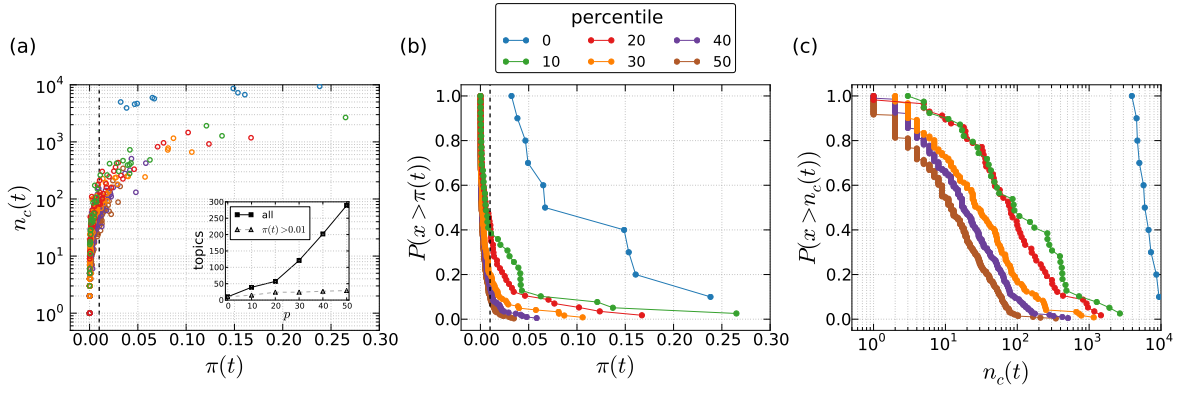 percentile
0 20 40
10 30 50
(a)
(b)
(c)
10^4
10^3
10^2
10^1
10^0
n_c(t)
0.00 0.05 0.10 0.15 0.20 0.25 0.30
π(t)
300
250
200
150
100
50
0
topics
0 10 20 30 40 50
p
all
π(t)>0.01
1.0
0.8
0.6
0.4
0.2
0.0
P(x>π(t))
0.00 0.05 0.10 0.15 0.20 0.25 0.30
π(t)
1.0
0.8
0.6
0.4
0.2
0.0
P(x>n_c(t))
10^0 10^1 10^2 10^3 10^4
n_c(t)